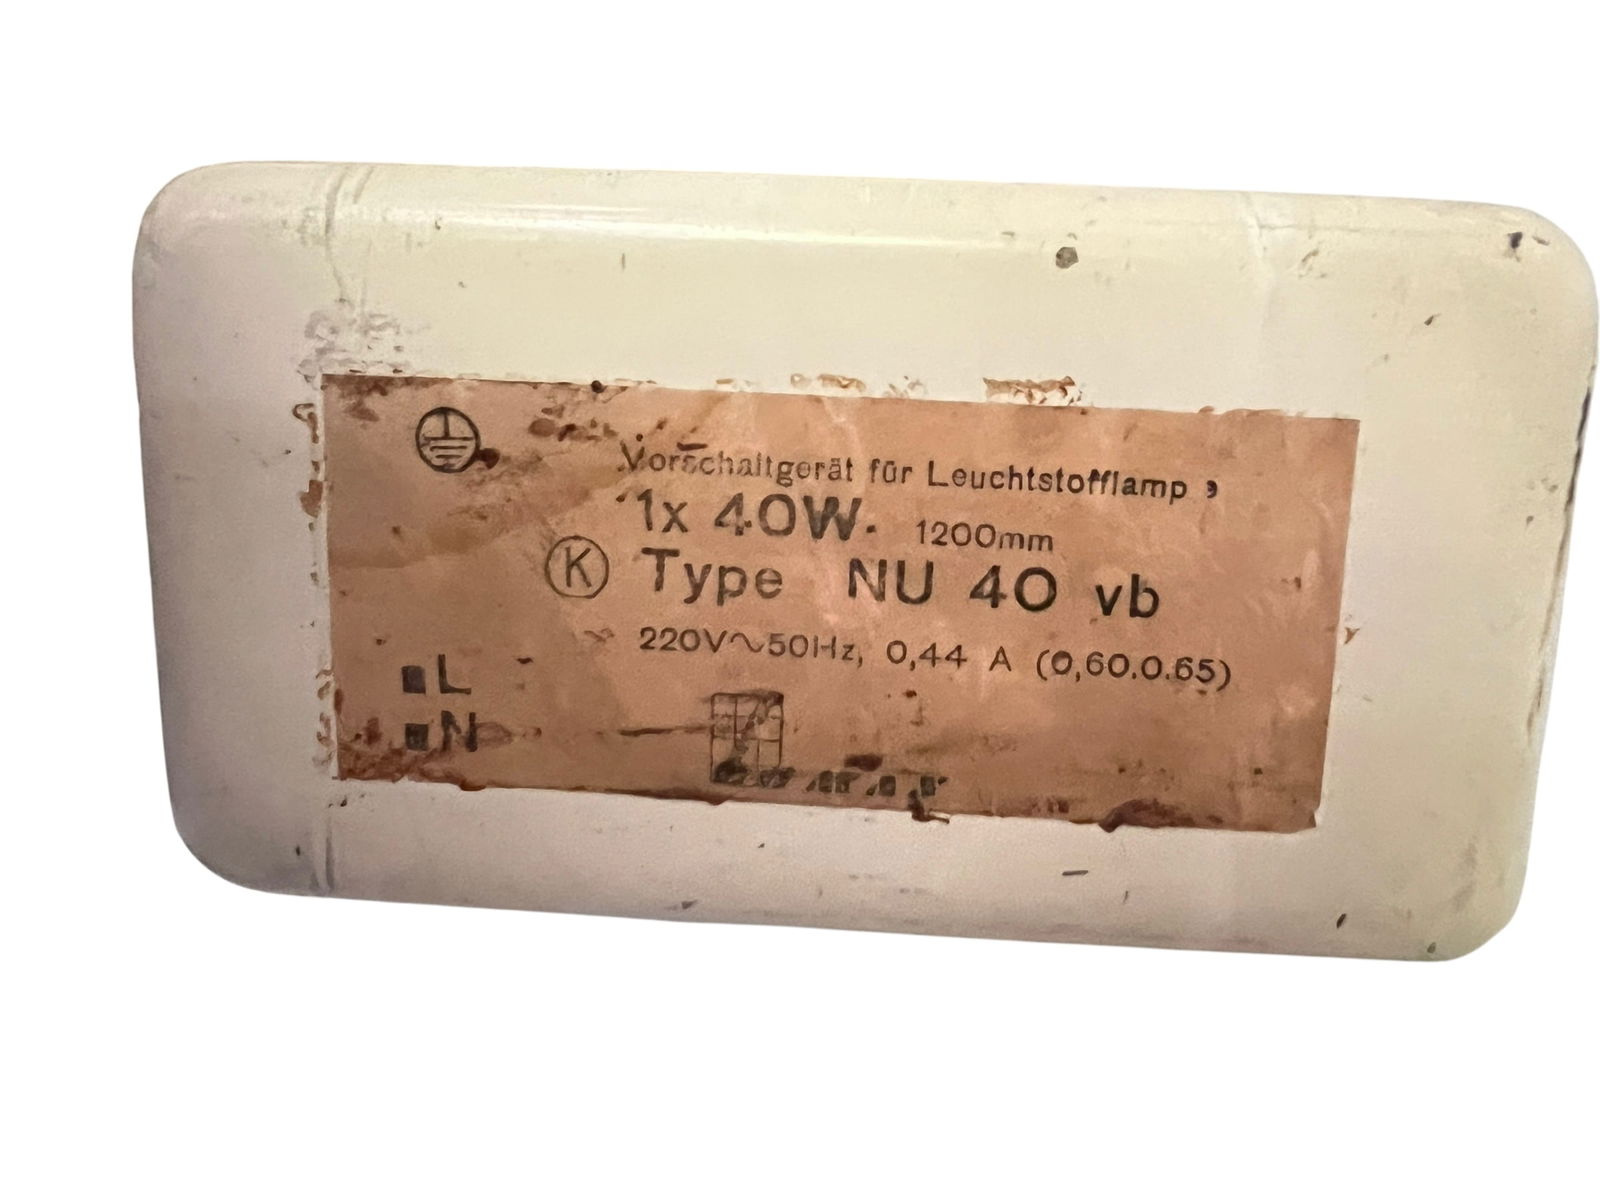 Vorschaltgerät für Leuchtstofflamp
1x 40W. 1200mm
K Type NU 40 vb
220V~50Hz, 0,44 A (0,60.0.65)
L
N